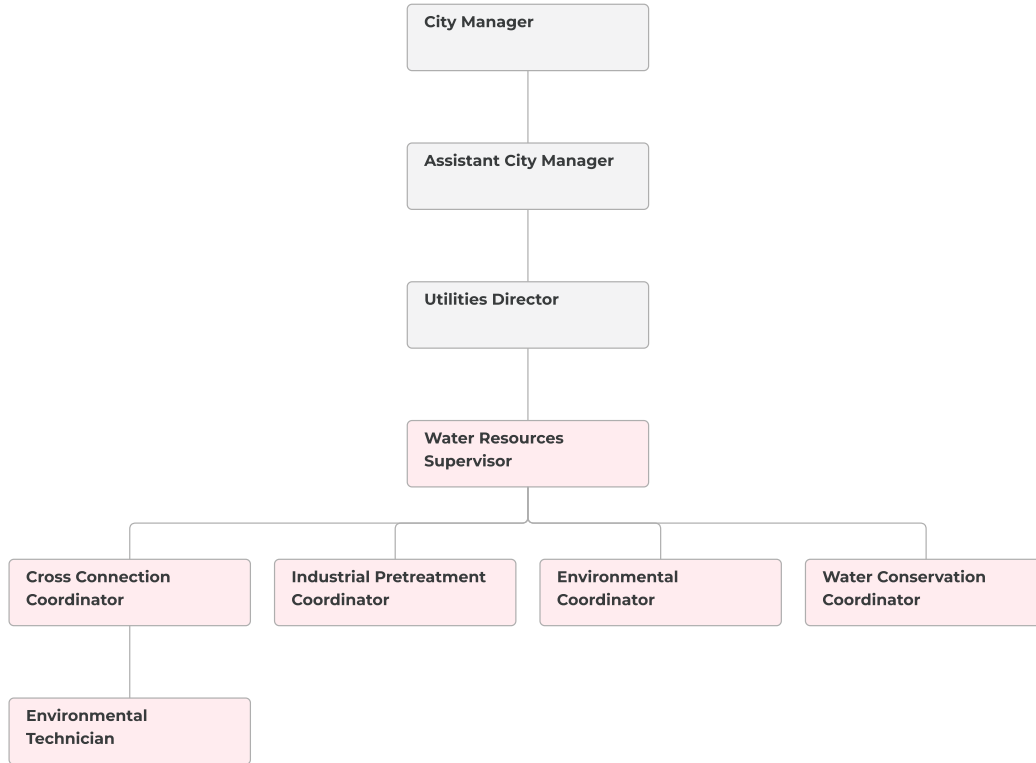 City Manager
Assistant City Manager
Utilities Director
Water Resources
Supervisor
Cross Connection
Coordinator
Industrial Pretreatment
Coordinator
Environmental
Coordinator
Water Conservation
Coordinator
Environmental
Technician